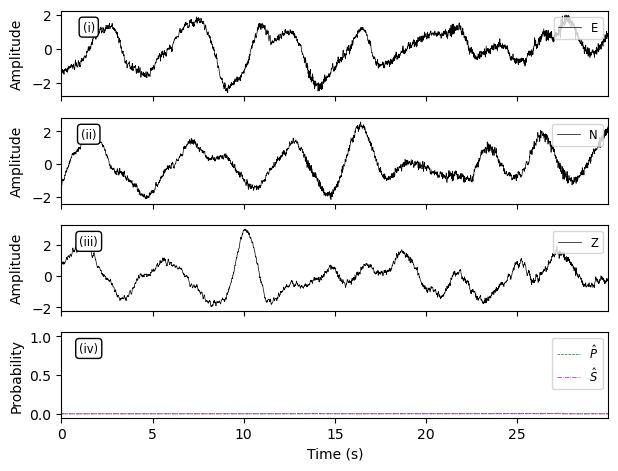 Amplitude
2
0
−2
(i)
E
Amplitude
2
0
−2
(ii)
N
Amplitude
2
0
−2
(iii)
Z
Probability
1.0
0.5
0.0
(iv)
P̂
Ŝ
0 5 10 15 20 25
Time (s)